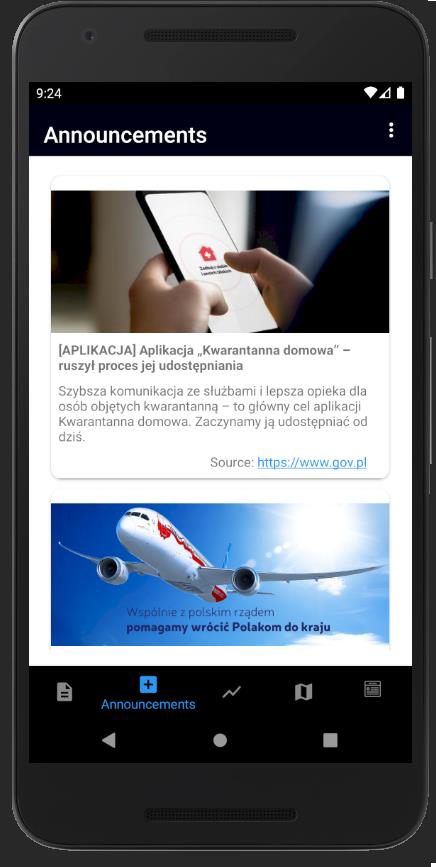 9:24
Announcements
[APLIKACJA] Aplikacja „Kwarantanna domowa” –
ruszył proces jej udostępniania
Szybsza komunikacja ze służbami i lepsza opieka dla
osób objętych kwarantanną – to główny cel aplikacji
Kwarantanna domowa. Zaczynamy ją udostępniać od
dziś.
Source: https://www.gov.pl
Wspólnie z polskim rządem
pomagamy wrócić Polakom do kraju
Announcements